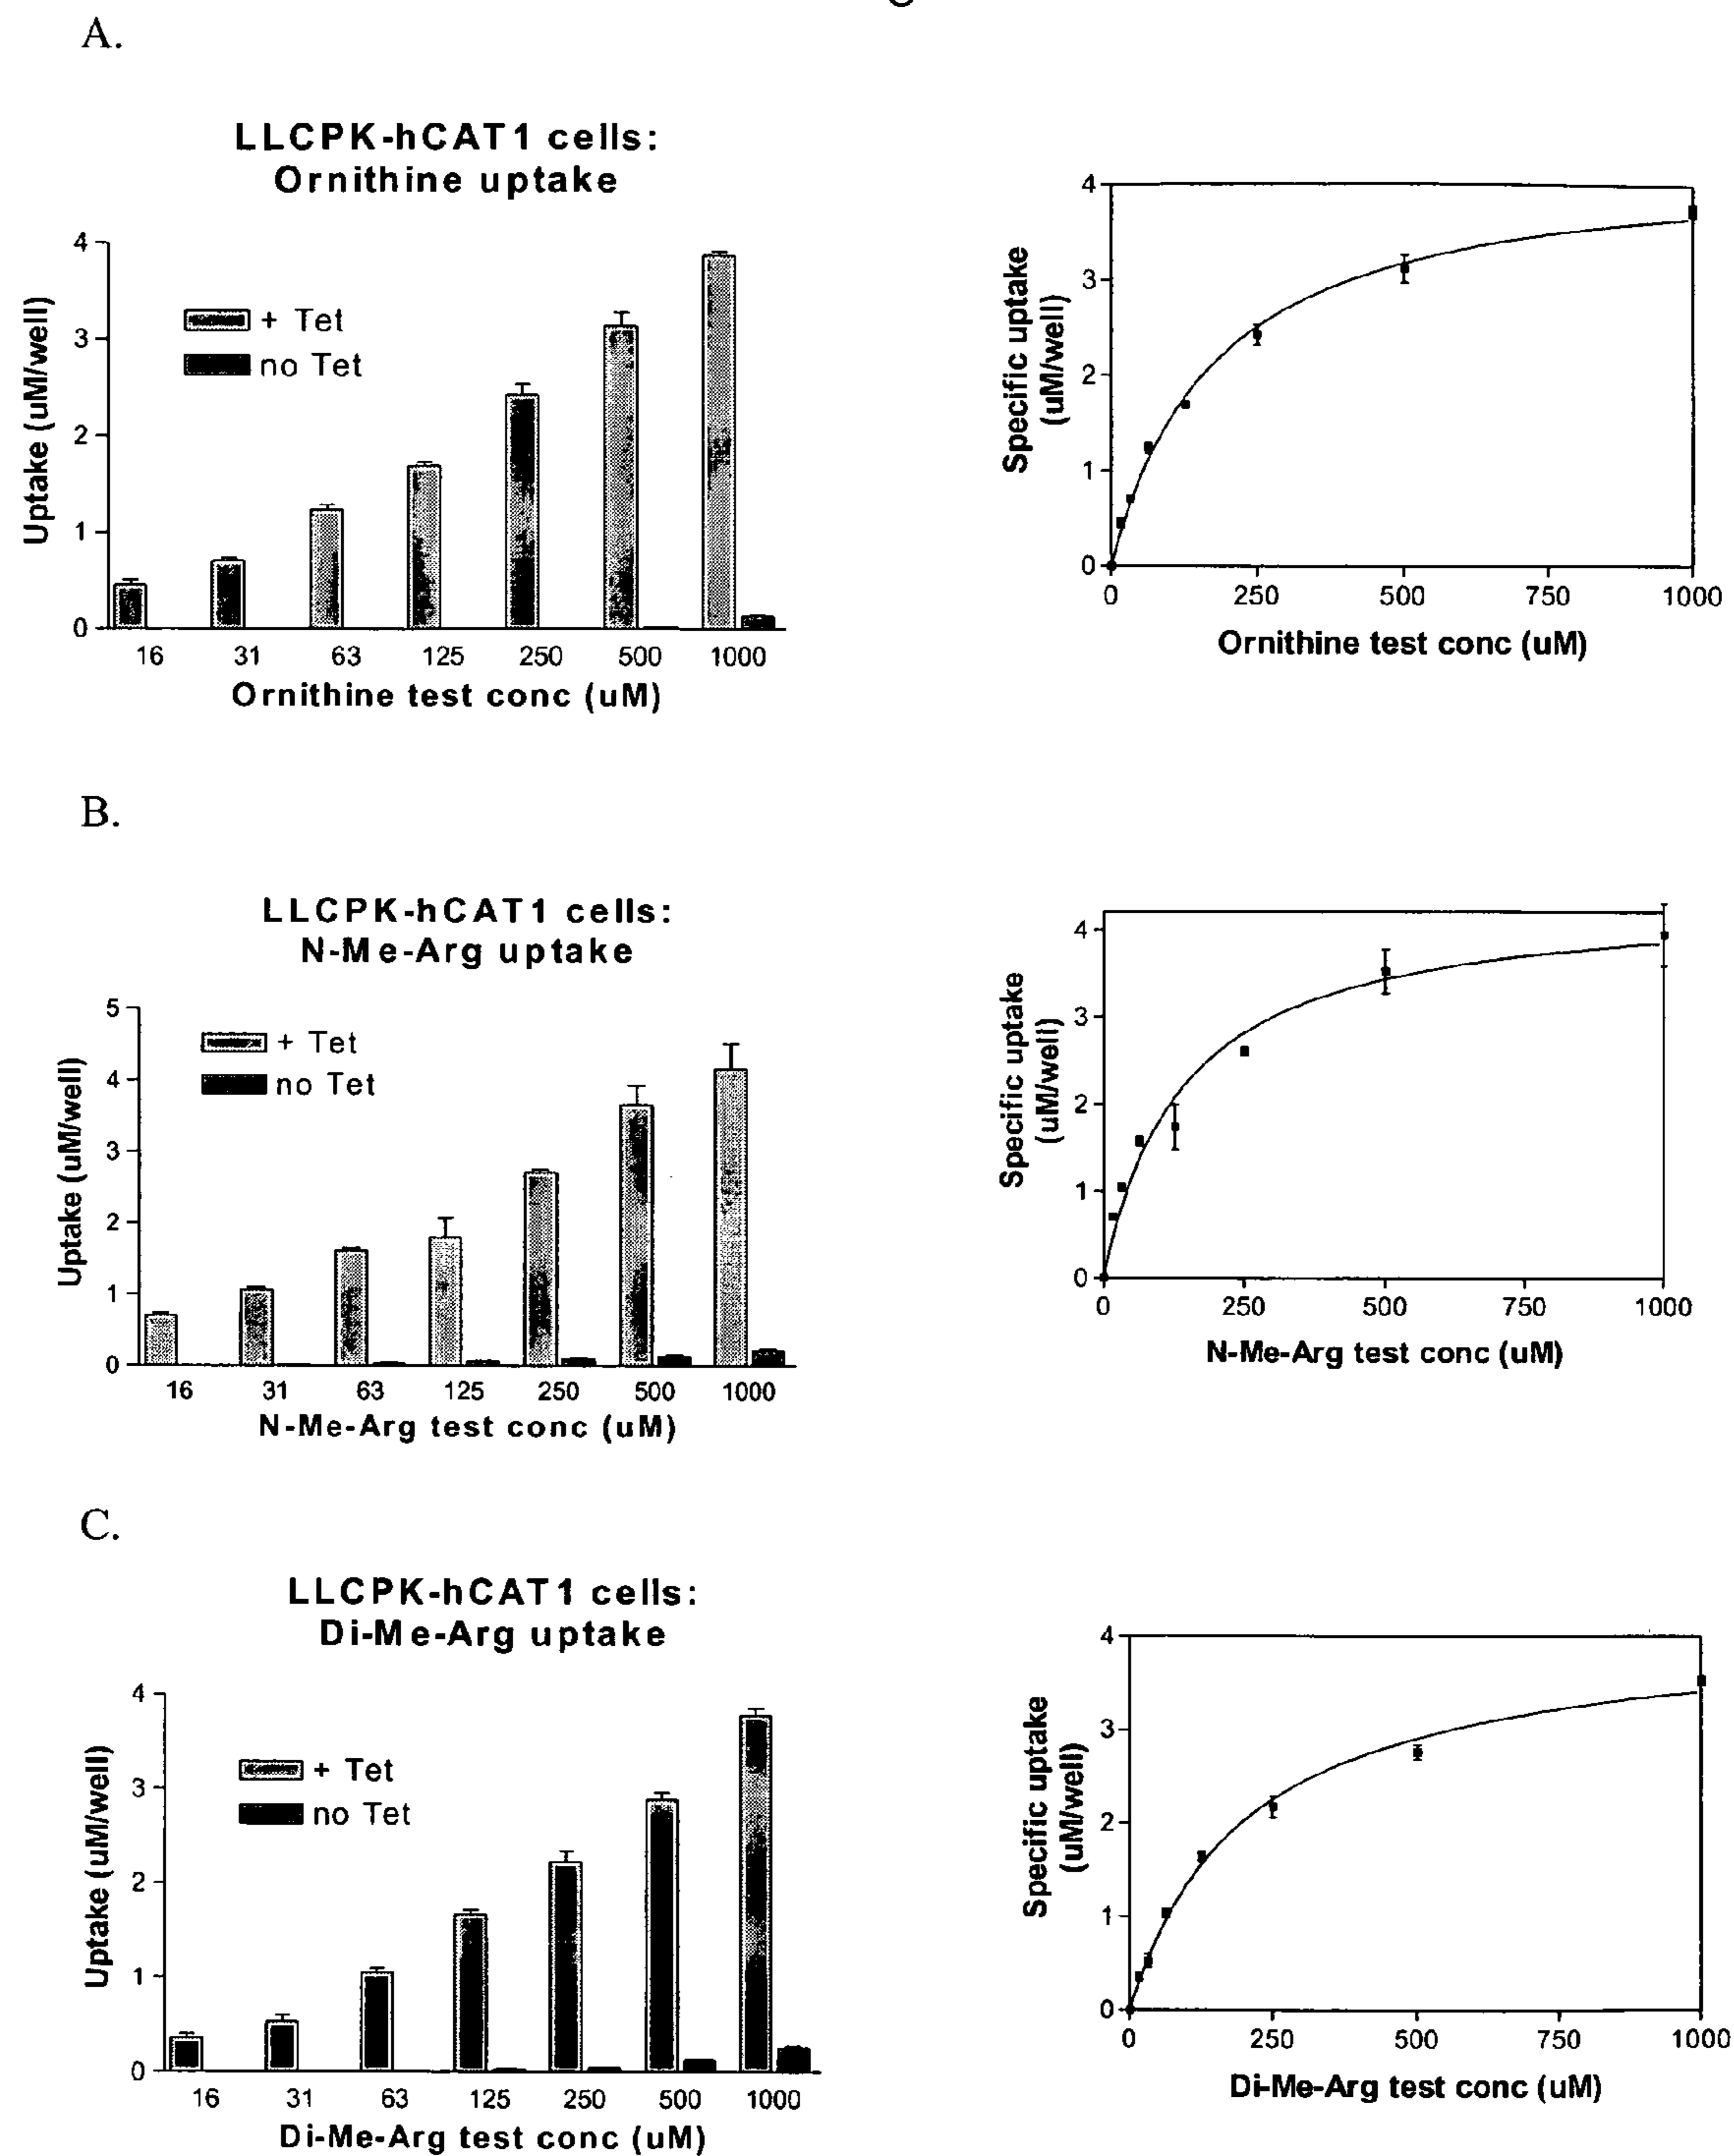 A.
LLCPK-hCAT1 cells:
Ornithine uptake
Uptake (uM/well)
4
3
2
1
0
+ Tet
no Tet
16 31 63 125 250 500 1000
Ornithine test conc (uM)
Specific uptake
(uM/well)
4
3
2
1
0
0 250 500 750 1000
Ornithine test conc (uM)
B.
LLCPK-hCAT1 cells:
N-Me-Arg uptake
Uptake (uM/well)
5
4
3
2
1
0
+ Tet
no Tet
16 31 63 125 250 500 1000
N-Me-Arg test conc (uM)
Specific uptake
(uM/well)
4
3
2
1
0
0 250 500 750 1000
N-Me-Arg test conc (uM)
C.
LLCPK-hCAT1 cells:
Di-Me-Arg uptake
Uptake (uM/well)
4
3
2
1
0
+ Tet
no Tet
16 31 63 125 250 500 1000
Di-Me-Arg test conc (uM)
Specific uptake
(uM/well)
4
3
2
1
0
0 250 500 750 1000
Di-Me-Arg test conc (uM)